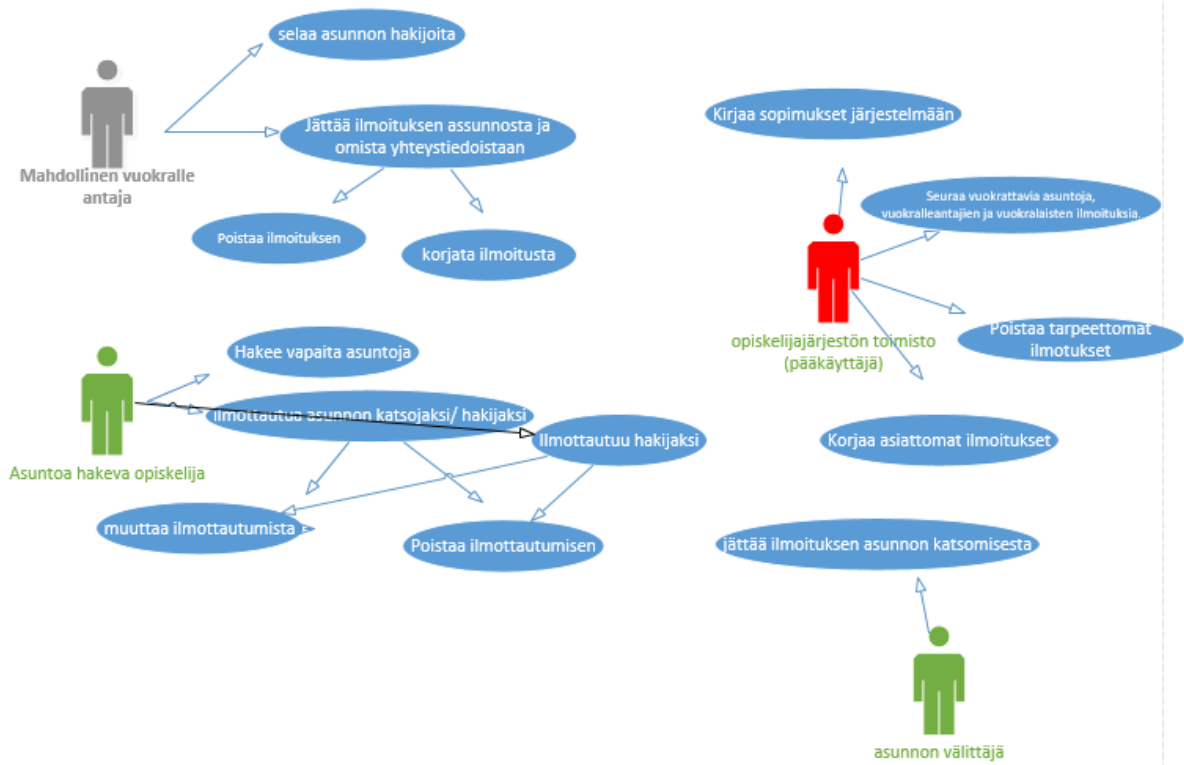 selaa asunnon hakijoita
Jättää ilmoituksen assunnosta ja
omista yhteystiedoistaan
Mahdollinen vuokralle
antaja
Poistaa ilmoituksen
korjata ilmoitusta
Kirjaa sopimukset järjestelmään
Seuraa vuokrattavia asuntoja,
vuokralleantajien ja vuokralaisten ilmoituksia.
opiskelijajärjestön toimisto
(pääkäyttäjä)
Poistaa tarpeettomat
ilmotukset
Korjaa asiattomat ilmoitukset
Hakee vapaita asuntoja
ilmottautua asunnon katsojaksi/ hakijaksi
Ilmottautuu hakijaksi
Asuntoa hakeva opiskelija
muuttaa ilmottautumista
Poistaa ilmottautumisen
jättää ilmoituksen asunnon katsomisesta
asunnon välittäjä